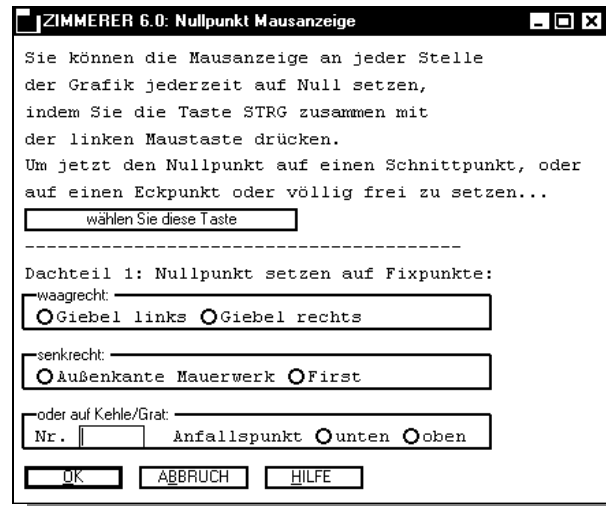 ZIMMERER 6.0: Nullpunkt Mausanzeige
Sie können die Mausanzeige an jeder Stelle
der Grafik jederzeit auf Null setzen,
indem Sie die Taste STRG zusammen mit
der linken Maustaste drücken.
Um jetzt den Nullpunkt auf einen Schnittpunkt, oder
auf einen Eckpunkt oder völlig frei zu setzen...
wählen Sie diese Taste
----------------------------------------
Dachteil 1: Nullpunkt setzen auf Fixpunkte:
waagrecht:
Giebel links Giebel rechts
senkrecht:
Außenkante Mauerwerk First
oder auf Kehle/Grat:
Nr. Anfallspunkt unten oben
OK ABBRUCH HILFE